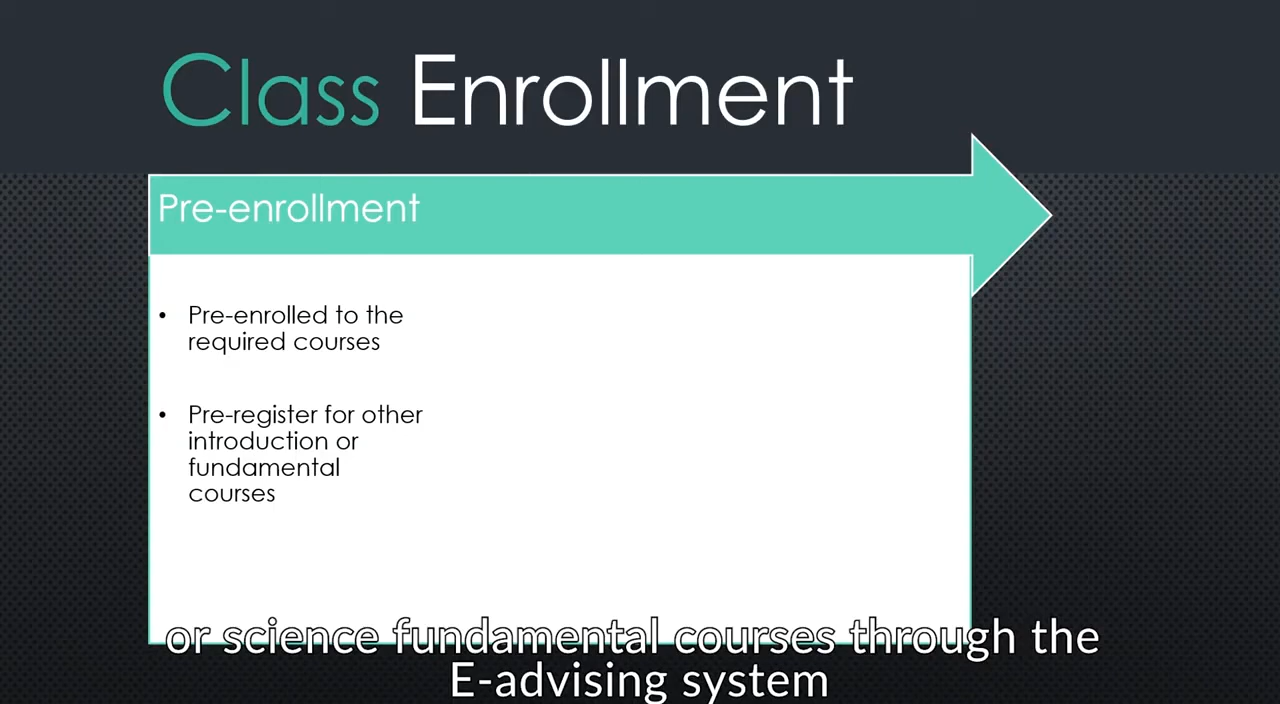 Class Enrollment
Pre-enrollment
• Pre-enrolled to the
required courses
• Pre-register for other
introduction or
fundamental
courses
or science fundamental courses through the
E-advising system